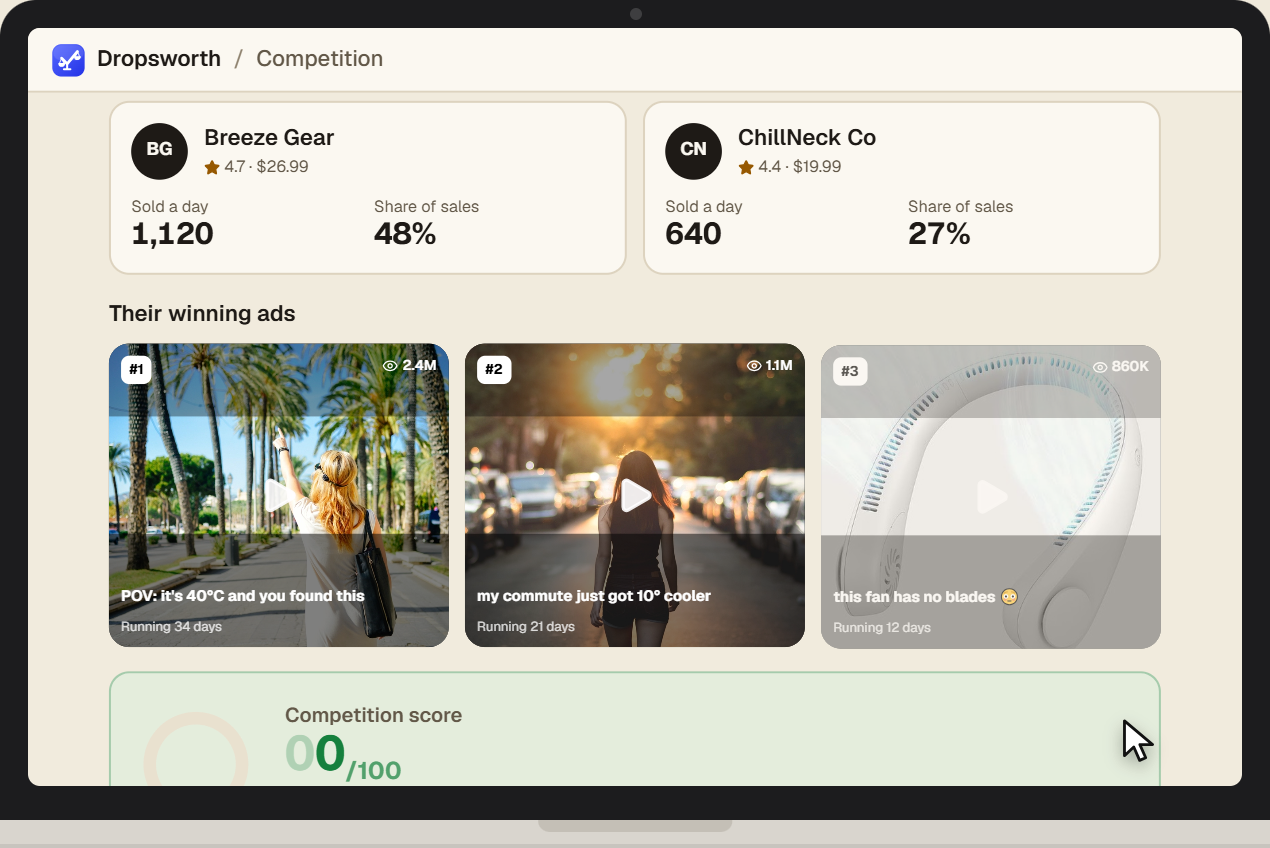 Dropsworth / Competition
BG
Breeze Gear
4.7 · $26.99
Sold a day
Share of sales
1,120
48%
CN
ChillNeck Co
4.4 · $19.99
Sold a day
Share of sales
640
27%
Their winning ads
#1
2.4M
POV: it's 40°C and you found this
Running 34 days
#2
1.1M
my commute just got 10° cooler
Running 21 days
#3
860K
this fan has no blades 😳
Running 12 days
Competition score
00/100